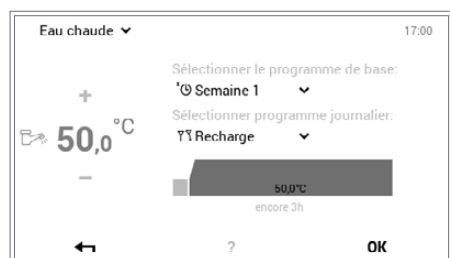 Eau chaude
17:00
Sélectionner le programme de base:
Semaine 1
+
Sélectionner programme journalier:
50,0°C
Recharge
−
50,0°C
encore 3h
?
OK